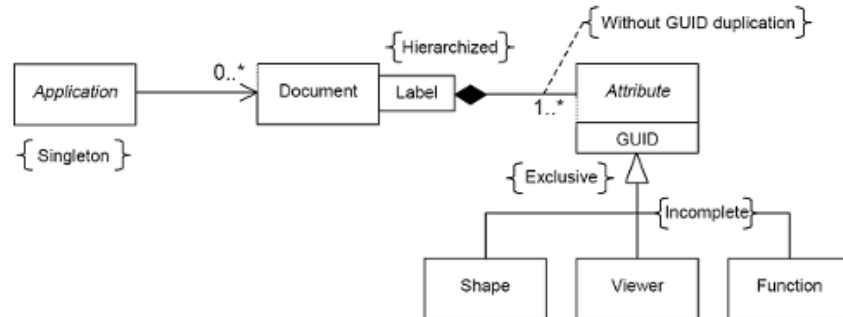 {Without GUID duplication}
{Hierarchized}
0..*
Application
Document
Label
1..*
Attribute
GUID
{Singleton}
{Exclusive}
{Incomplete}
Shape
Viewer
Function